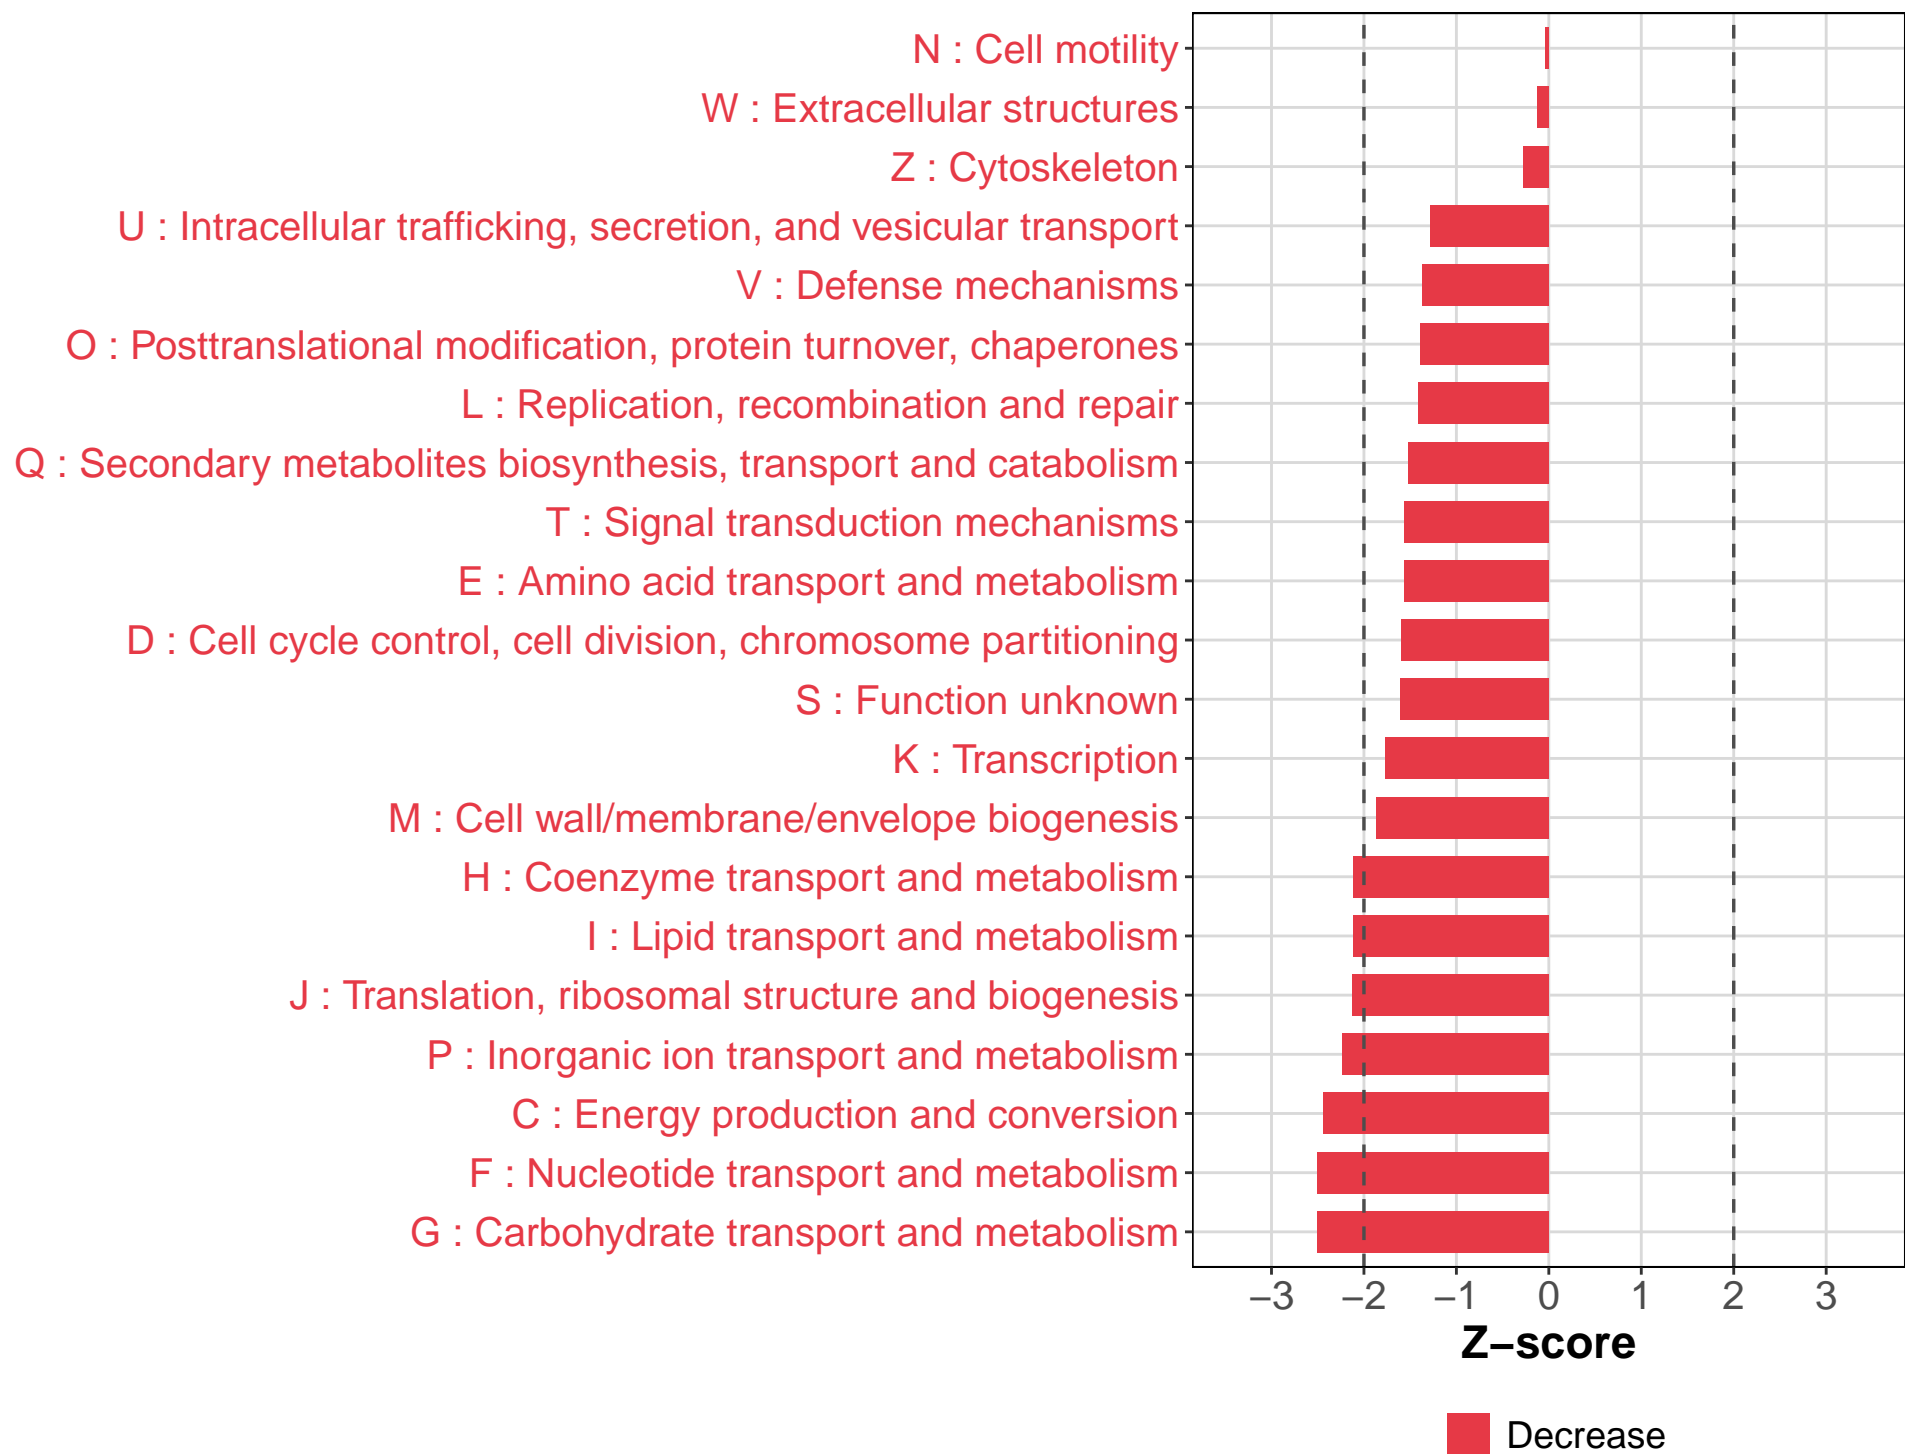 N : Cell motility
W : Extracellular structures
Z : Cytoskeleton
U : Intracellular trafficking, secretion, and vesicular transport
V : Defense mechanisms
O : Posttranslational modification, protein turnover, chaperones
L : Replication, recombination and repair
Q : Secondary metabolites biosynthesis, transport and catabolism
T : Signal transduction mechanisms
E : Amino acid transport and metabolism
D : Cell cycle control, cell division, chromosome partitioning
S : Function unknown
K : Transcription
M : Cell wall/membrane/envelope biogenesis
H : Coenzyme transport and metabolism
I : Lipid transport and metabolism
J : Translation, ribosomal structure and biogenesis
P : Inorganic ion transport and metabolism
C : Energy production and conversion
F : Nucleotide transport and metabolism
G : Carbohydrate transport and metabolism
−3 −2 −1 0 1 2 3
Z−score
Decrease